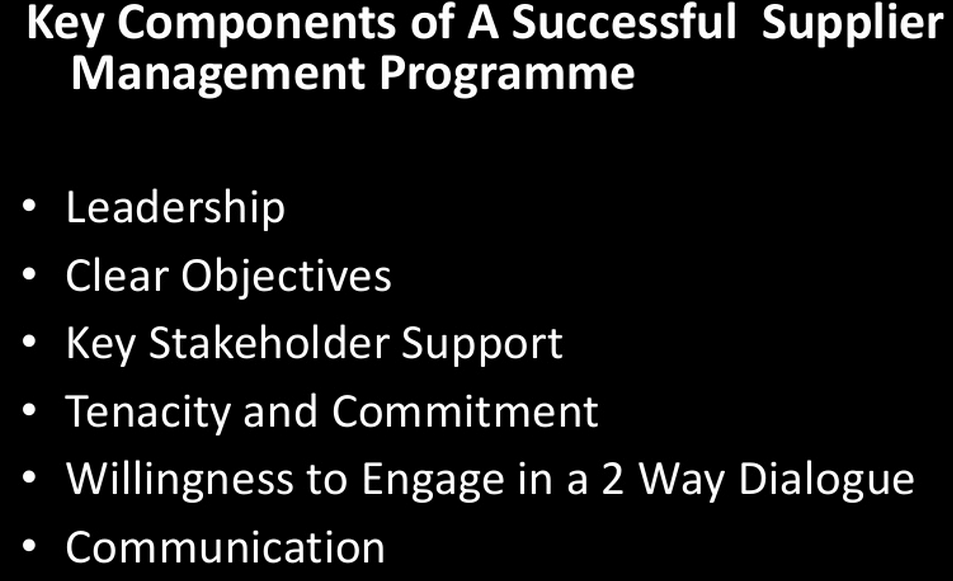 Key Components of A Successful  Supplier
Management Programme
• Leadership
• Clear Objectives
• Key Stakeholder Support
• Tenacity and Commitment
• Willingness to Engage in a 2 Way Dialogue
• Communication